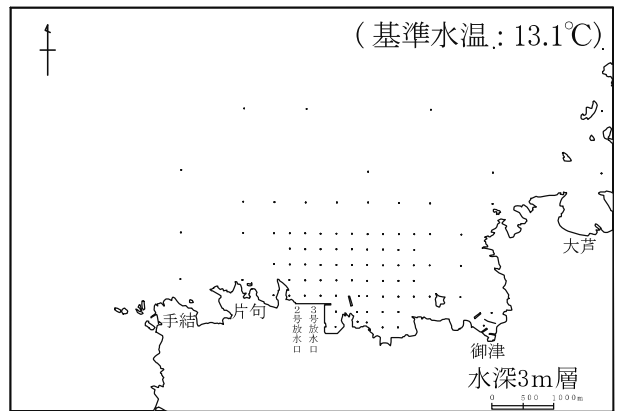 (基準水温：13.1℃)
大芦
片句
手結
2号放水口
3号放水口
御津
水深3m層
0 500 1000m